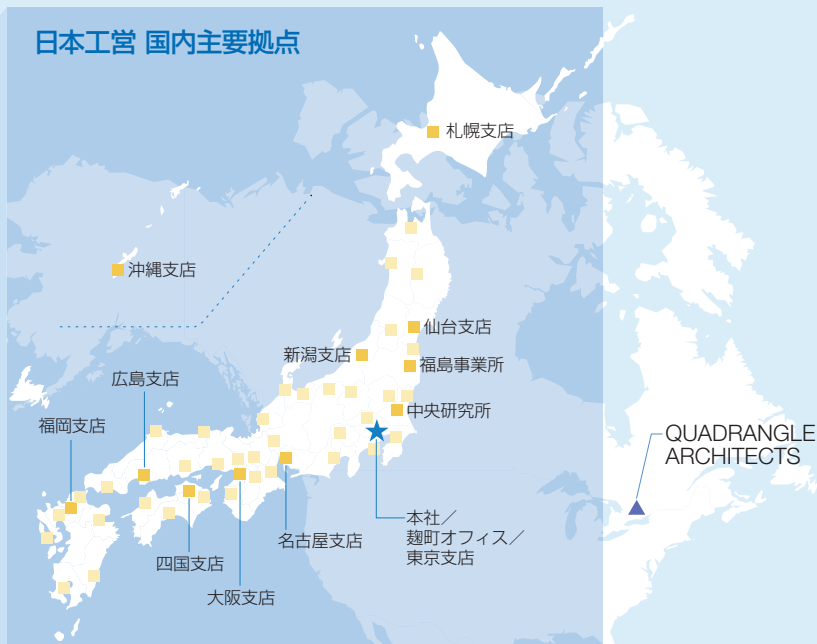 日本工営 国内主要拠点
札幌支店
沖縄支店
仙台支店
新潟支店
福島事業所
広島支店
中央研究所
福岡支店
QUADRANGLE
ARCHITECTS
本社／
麹町オフィス／
東京支店
名古屋支店
四国支店
大阪支店